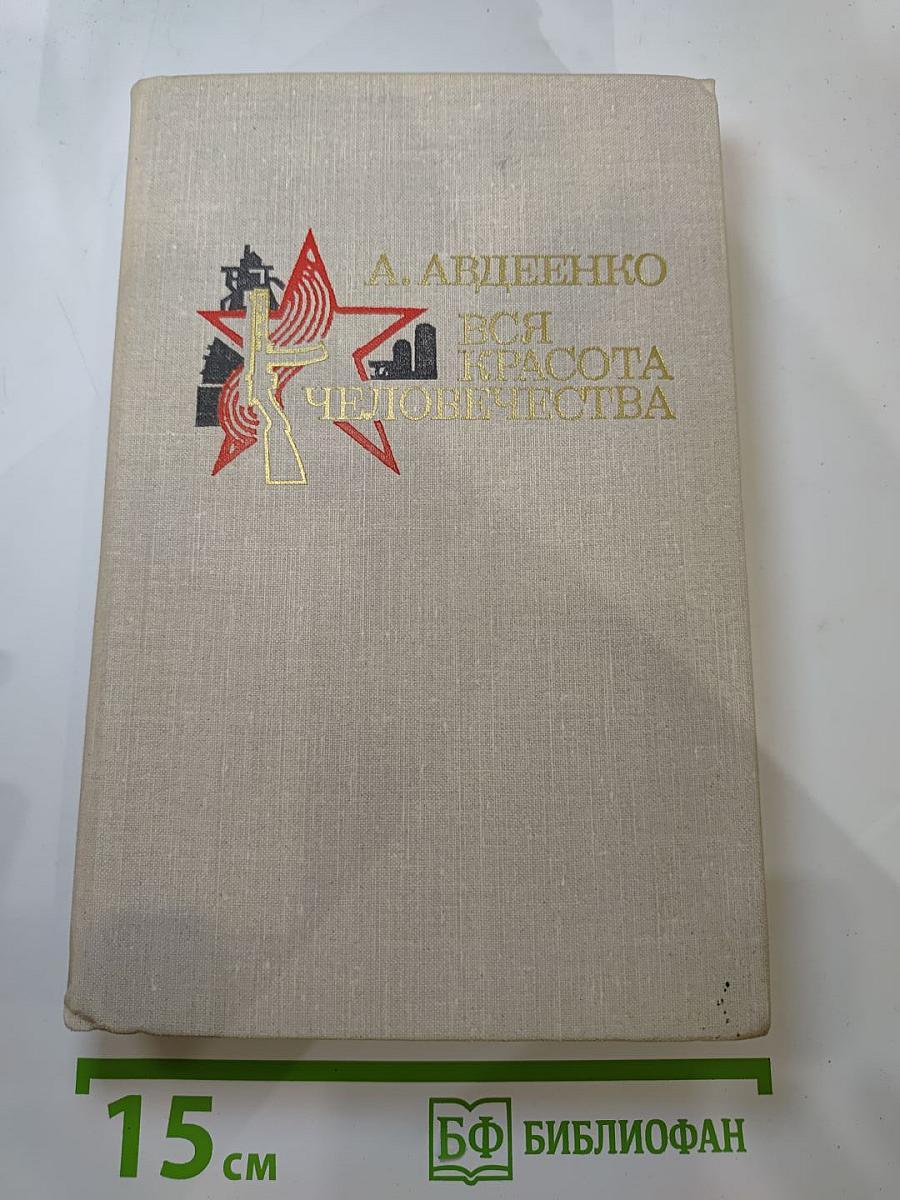 А. АВДЕЕНКО
ВСЯ
КРАСОТА
ЧЕЛОВЕЧЕСТВА
15 см
БФ БИБЛИОФАН